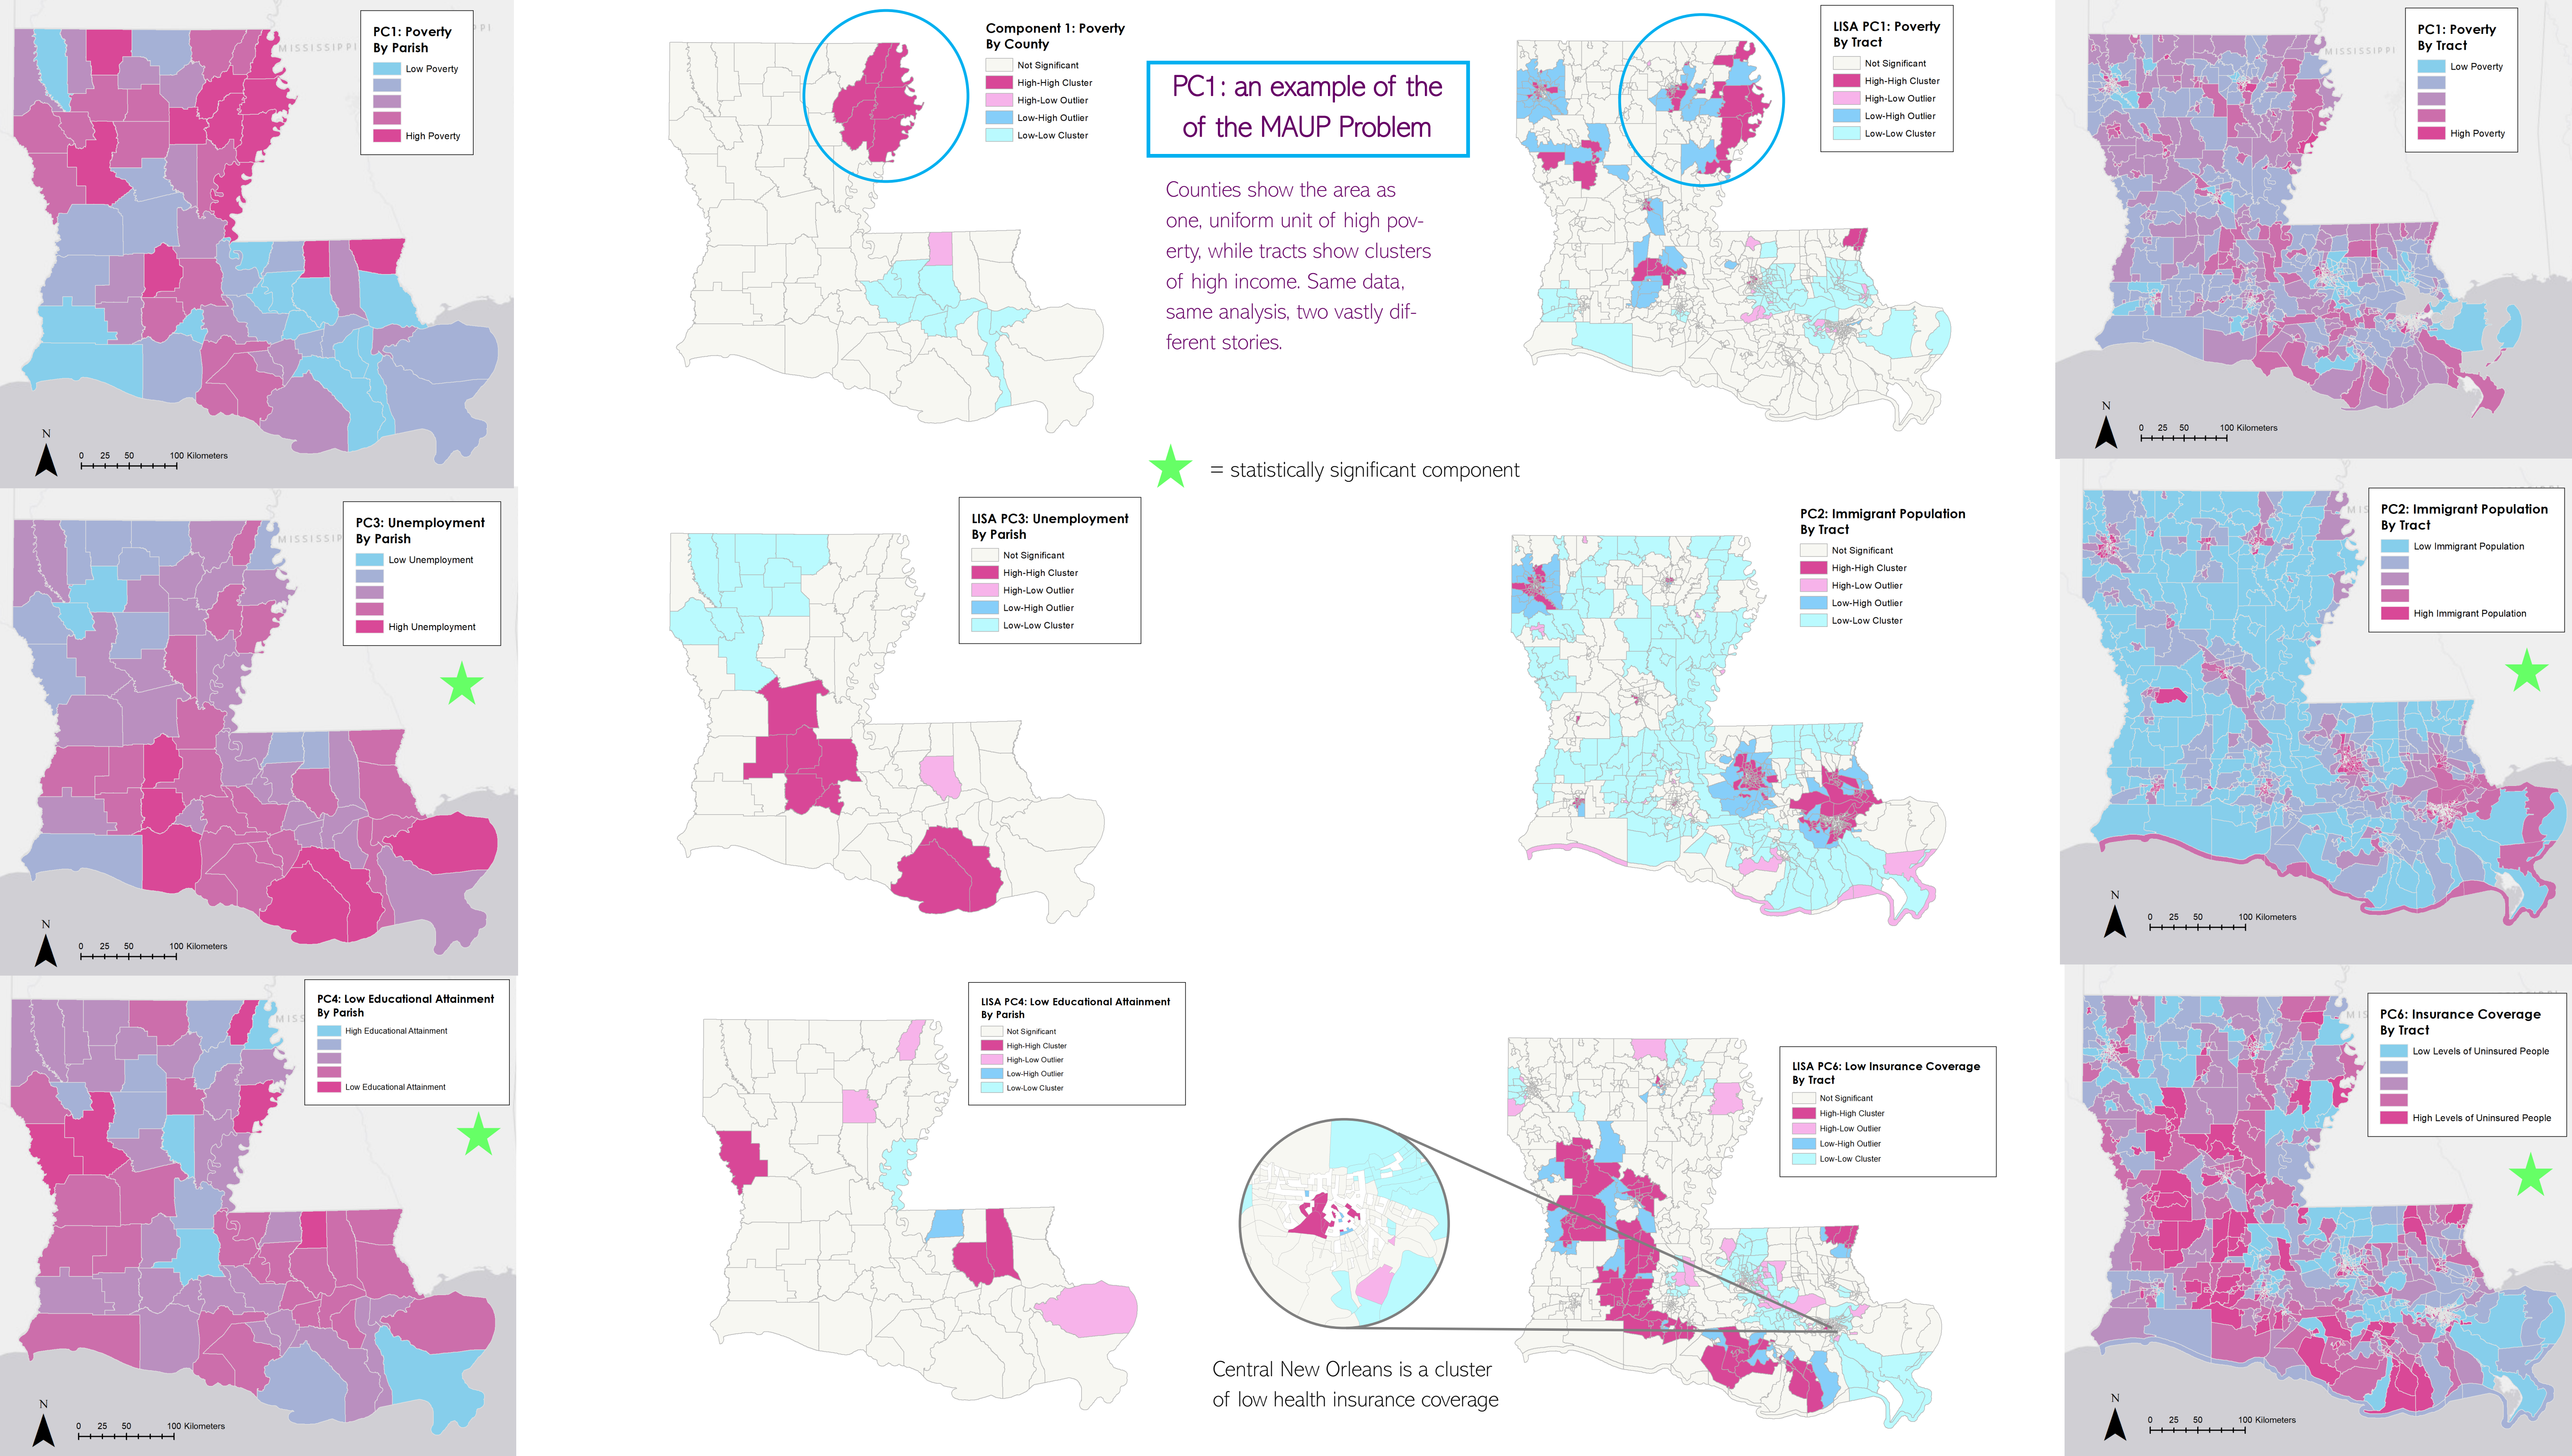 PC1: Poverty
By Parish
Low Poverty
High Poverty
MISSISSIPPI
PPI
N
0 25 50 100 Kilometers
Component 1: Poverty
By County
Not Significant
High-High Cluster
High-Low Outlier
Low-High Outlier
Low-Low Cluster
PC1: an example of the
of the MAUP Problem
Counties show the area as
one, uniform unit of high pov-
erty, while tracts show clusters
of high income. Same data,
same analysis, two vastly dif-
ferent stories.
LISA PC1: Poverty
By Tract
Not Significant
High-High Cluster
High-Low Outlier
Low-High Outlier
Low-Low Cluster
PC1: Poverty
By Tract
Low Poverty
High Poverty
MISSISSIPPI
N
0 25 50 100 Kilometers
= statistically significant component
PC3: Unemployment
By Parish
Low Unemployment
High Unemployment
MISSISSIP
N
0 25 50 100 Kilometers
LISA PC3: Unemployment
By Parish
Not Significant
High-High Cluster
High-Low Outlier
Low-High Outlier
Low-Low Cluster
PC2: Immigrant Population
By Tract
Not Significant
High-High Cluster
High-Low Outlier
Low-High Outlier
Low-Low Cluster
PC2: Immigrant Population
By Tract
Low Immigrant Population
High Immigrant Population
MIS
N
0 25 50 100 Kilometers
PC4: Low Educational Attainment
By Parish
High Educational Attainment
Low Educational Attainment
MISS
N
0 25 50 100 Kilometers
LISA PC4: Low Educational Attainment
By Parish
Not Significant
High-High Cluster
High-Low Outlier
Low-High Outlier
Low-Low Cluster
Central New Orleans is a cluster
of low health insurance coverage
LISA PC6: Low Insurance Coverage
By Tract
Not Significant
High-High Cluster
High-Low Outlier
Low-High Outlier
Low-Low Cluster
PC6: Insurance Coverage
By Tract
Low Levels of Uninsured People
High Levels of Uninsured People
MIS
N
0 25 50 100 Kilometers